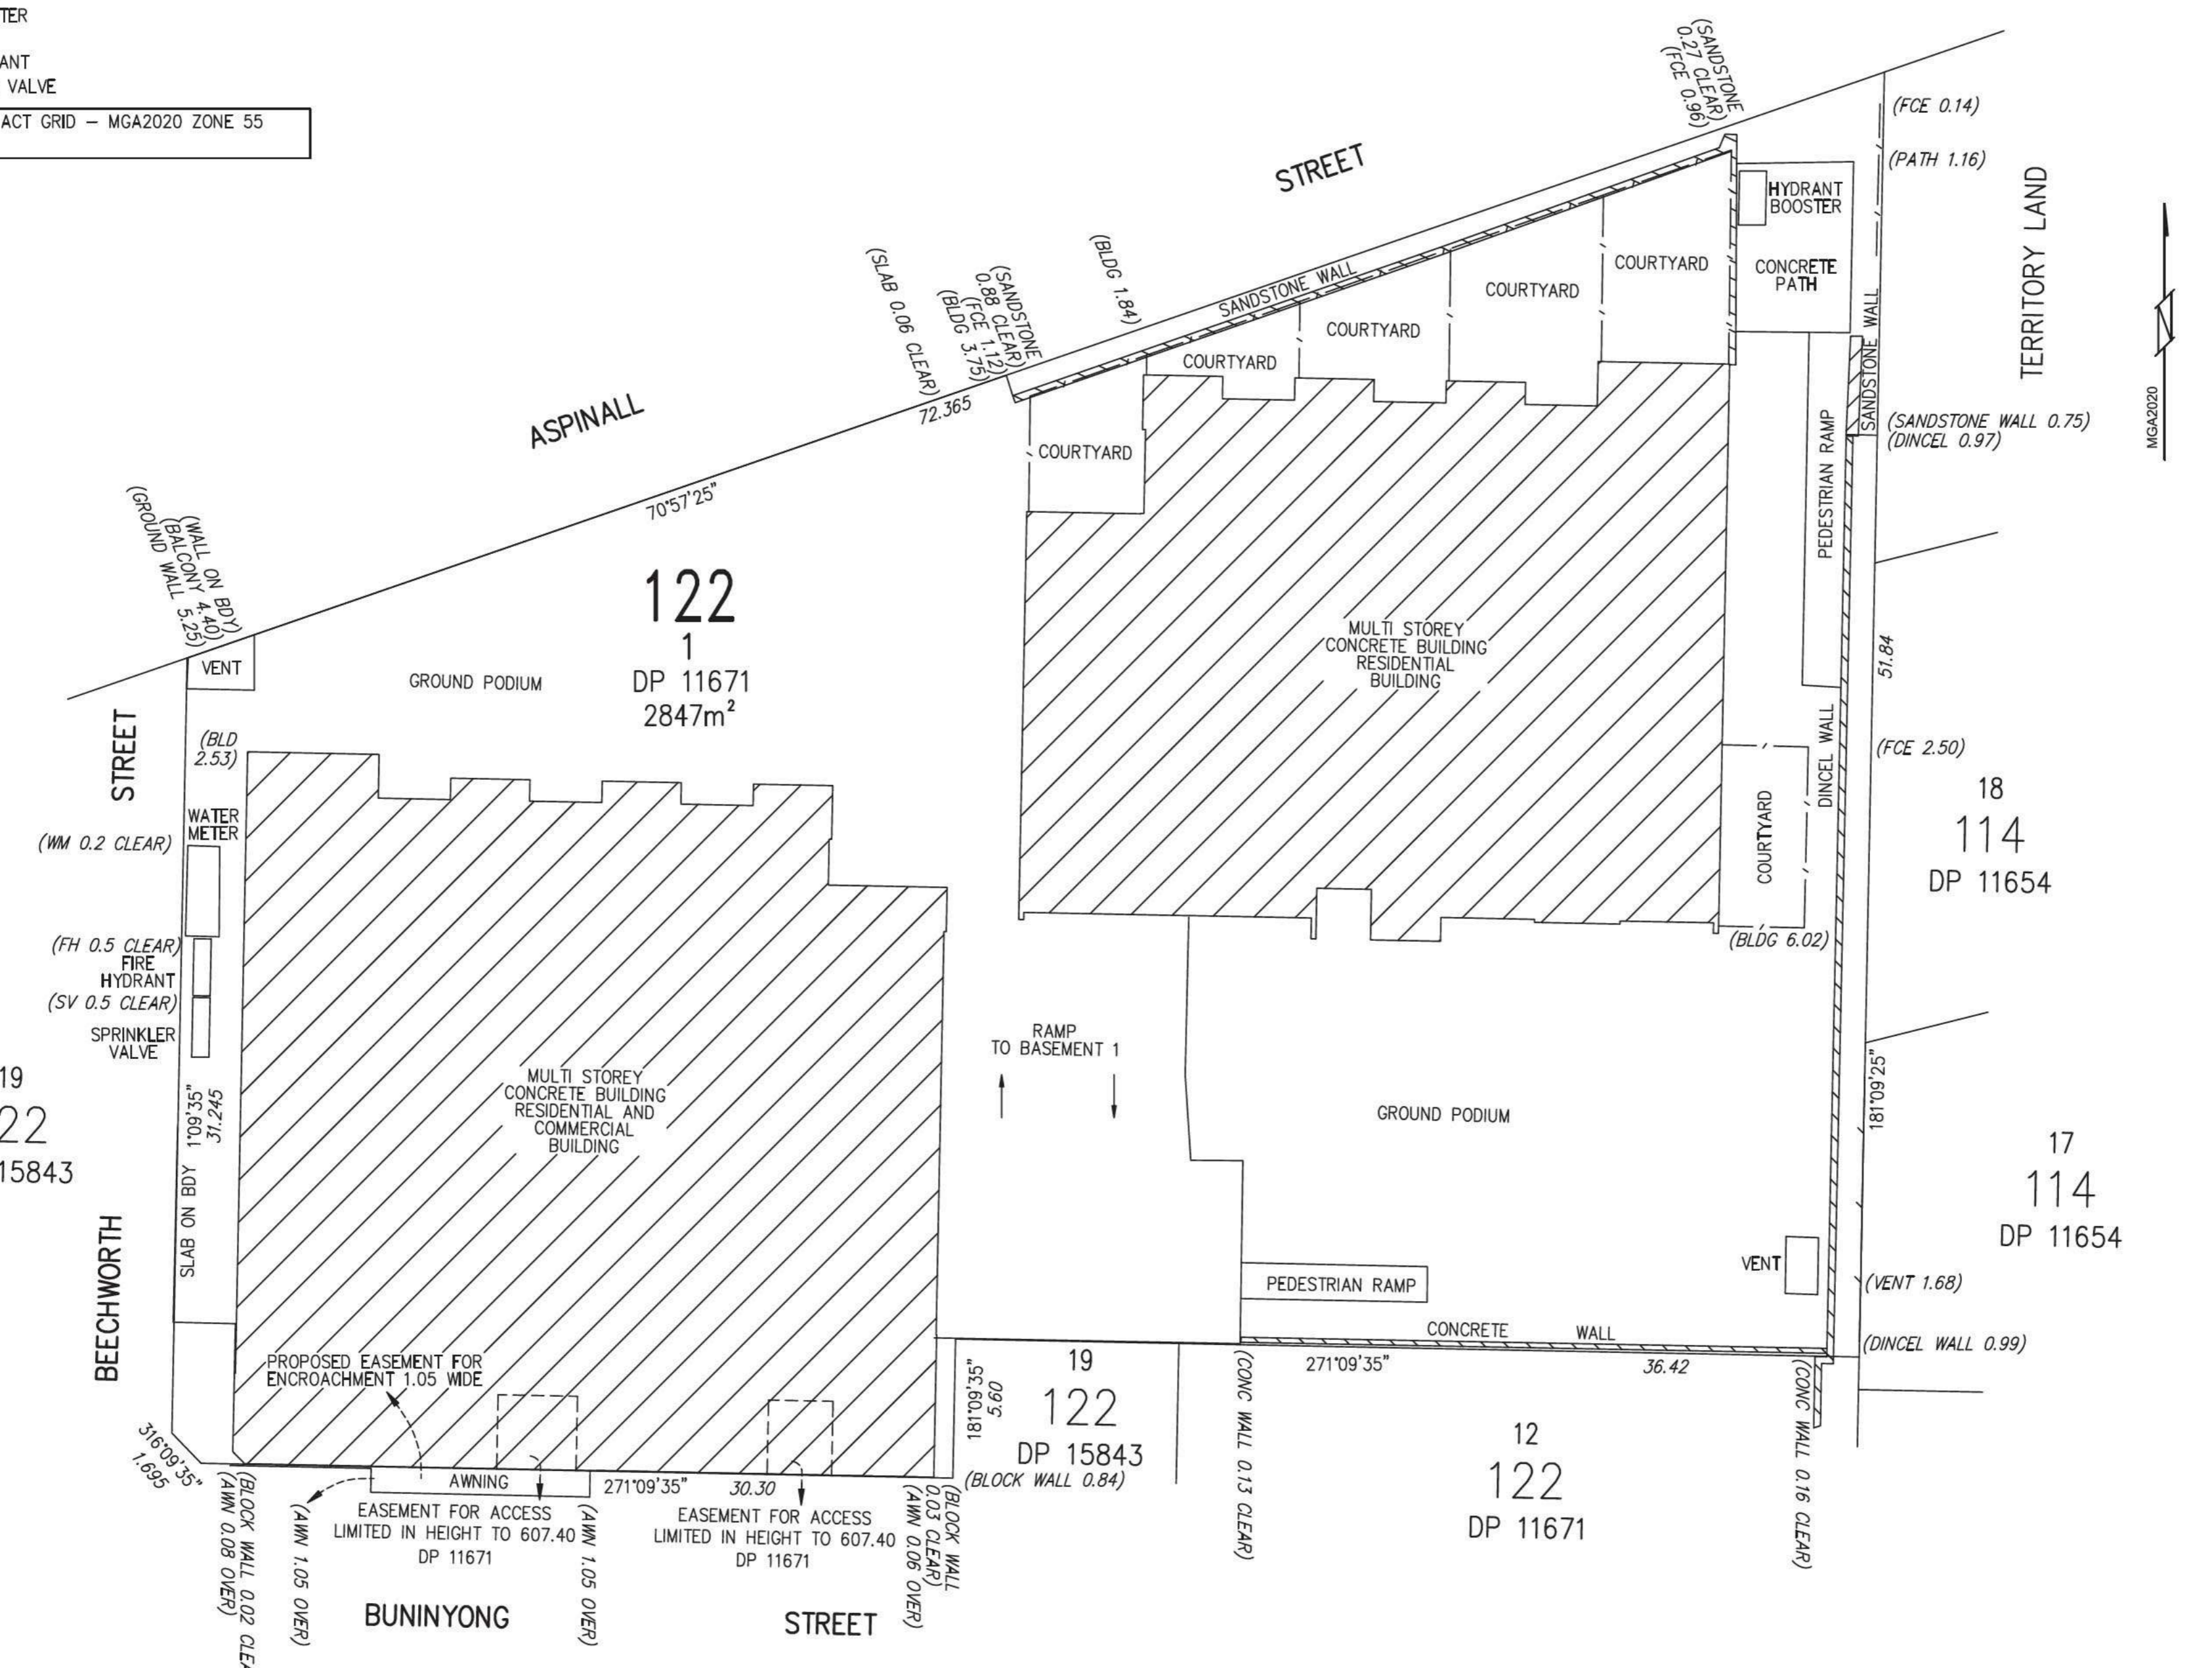 TER
ANT
VALVE
ACT GRID – MGA2020 ZONE 55
(SANDSTONE
0.27 CLEAR)
(FCE 0.96)
(FCE 0.14)
(PATH 1.16)
STREET
HYDRANT
BOOSTER
CONCRETE
PATH
TERRITORY LAND
MGA2020
(SLAB 0.06 CLEAR)
(SANDSTONE
0.88 CLEAR)
(FCE 1.12)
(BLDG 3.75)
(BLDG 1.84)
SANDSTONE WALL
COURTYARD
COURTYARD
COURTYARD
COURTYARD
COURTYARD
SANDSTONE WALL
72.365
ASPINALL
70°57'25"
(SANDSTONE WALL 0.75)
(DINCEL 0.97)
PEDESTRIAN RAMP
(WALL ON BDY)
(BALCONY 4.40)
(GROUND WALL 5.25)
VENT
GROUND PODIUM
122
1
DP 11671
2847m²
MULTI STOREY
CONCRETE BUILDING
RESIDENTIAL
BUILDING
51.84
STREET
(BLD
2.53)
DINCEL WALL
COURTYARD
(FCE 2.50)
18
114
DP 11654
WATER
METER
(WM 0.2 CLEAR)
(FH 0.5 CLEAR)
FIRE
HYDRANT
(SV 0.5 CLEAR)
SPRINKLER
VALVE
(BLDG 6.02)
RAMP
TO BASEMENT 1
GROUND PODIUM
181°09'25"
19
22
15843
1°09'35"
31.245
SLAB ON BDY
BEECHWORTH
MULTI STOREY
CONCRETE BUILDING
RESIDENTIAL AND
COMMERCIAL
BUILDING
17
114
DP 11654
VENT
(VENT 1.68)
PEDESTRIAN RAMP
CONCRETE WALL
(DINCEL WALL 0.99)
PROPOSED EASEMENT FOR
ENCROACHMENT 1.05 WIDE
181°09'35"
5.60
19
122
DP 15843
(BLOCK WALL 0.84)
(CONC WALL 0.13 CLEAR)
271°09'35"
36.42
(CONC WALL 0.16 CLEAR)
12
122
DP 11671
316°09'35"
1.695
AWNING
271°09'35"
30.30
(BLOCK WALL 0.02 CLEA
(AWN 0.08 OVER)
(AWN 1.05 OVER)
EASEMENT FOR ACCESS
LIMITED IN HEIGHT TO 607.40
DP 11671
(AWN 1.05 OVER)
EASEMENT FOR ACCESS
LIMITED IN HEIGHT TO 607.40
DP 11671
(BLOCK WALL
0.03 CLEAR)
(AWN 0.06 OVER)
BUNINYONG
STREET